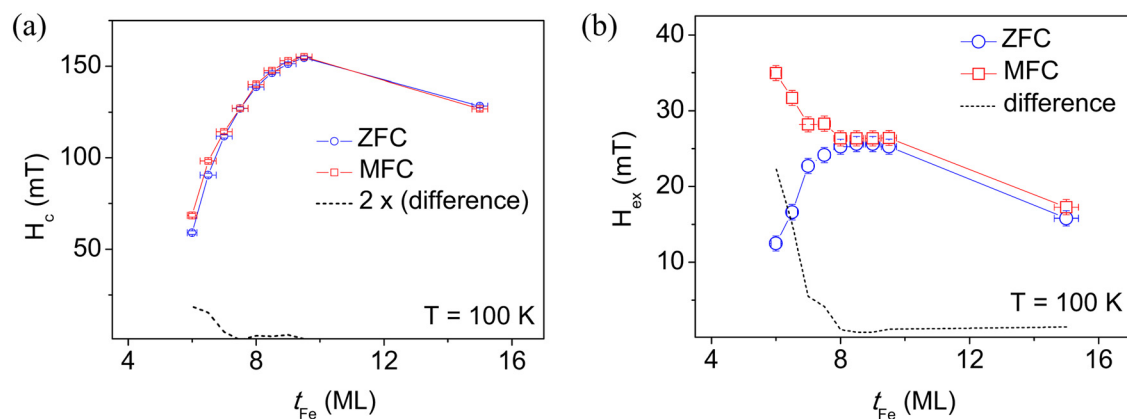 (a)
150
100
50
H_c (mT)
ZFC
MFC
2 x (difference)
T = 100 K
4 8 12 16
t_Fe (ML)
(b)
40
30
20
10
H_ex (mT)
ZFC
MFC
difference
T = 100 K
4 8 12 16
t_Fe (ML)